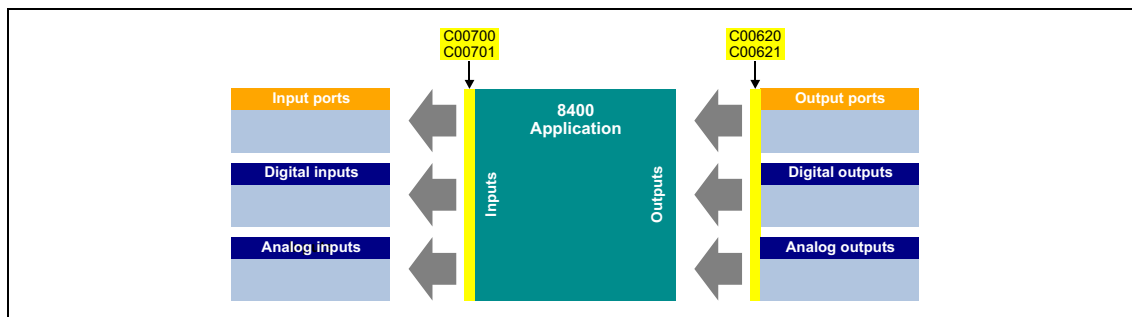 C00700
C00701
C00620
C00621
Input ports
8400
Application
Output ports
Digital inputs
Inputs
Outputs
Digital outputs
Analog inputs
Analog outputs